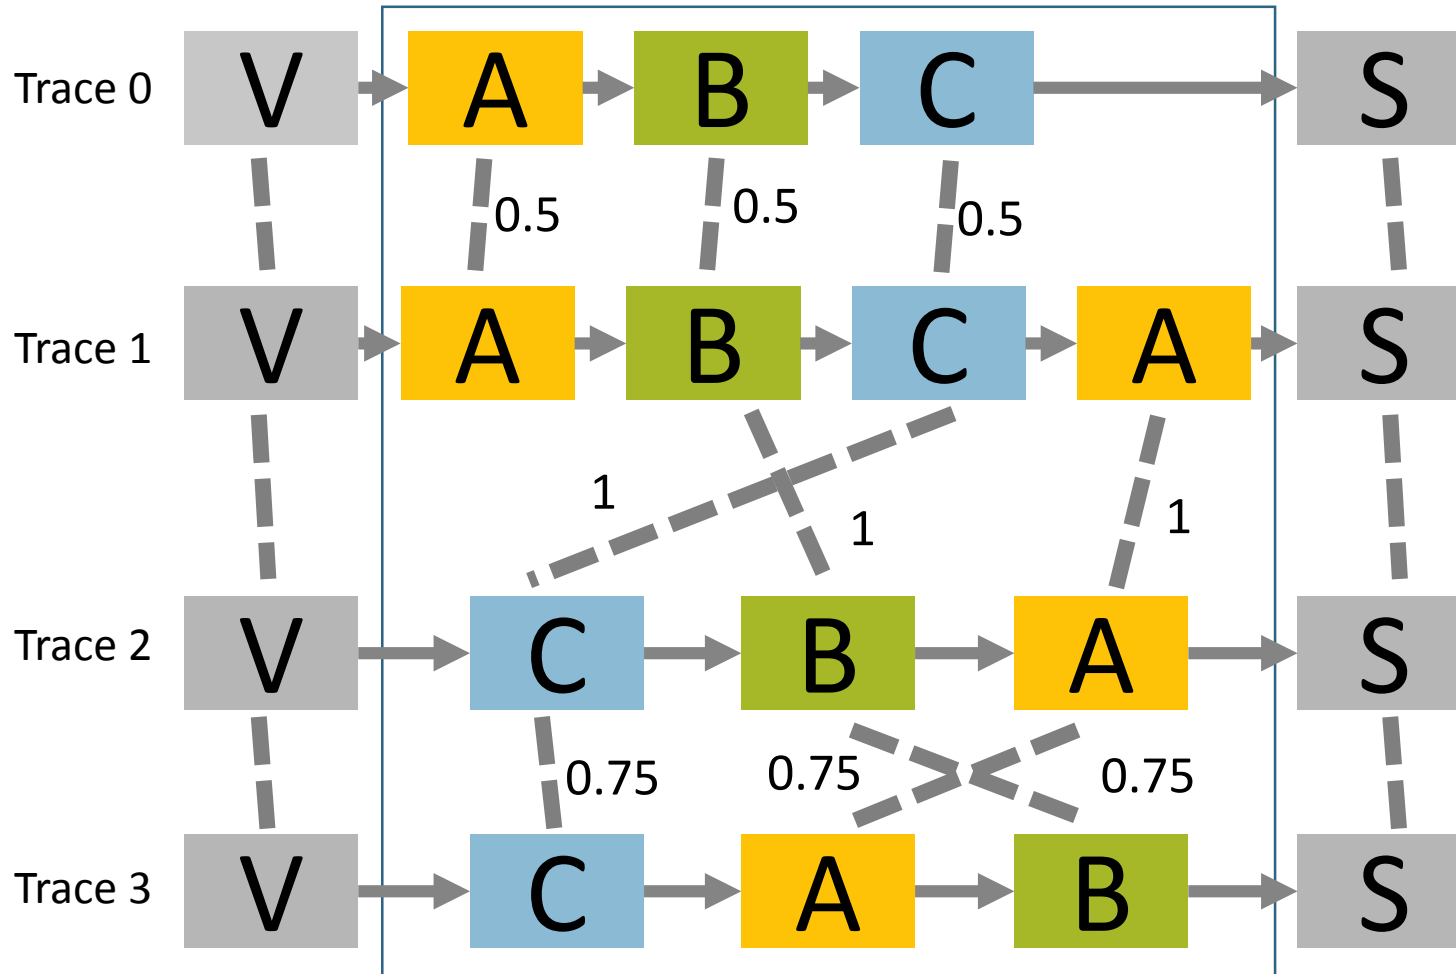 Trace 0 V A B C S
0.5 0.5 0.5
Trace 1 V A B C A S
1 1 1
Trace 2 V C B A S
0.75 0.75 0.75
Trace 3 V C A B S